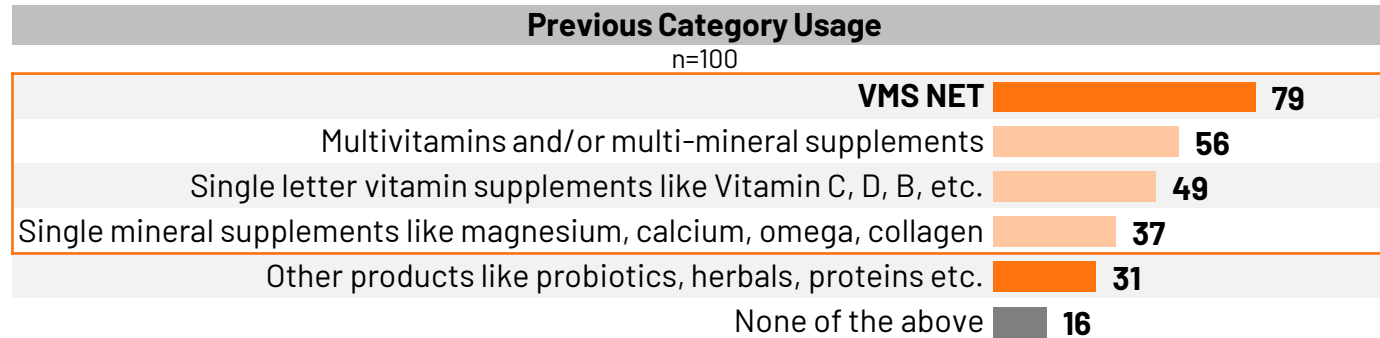 Previous Category Usage
n=100
VMS NET 79
Multivitamins and/or multi-mineral supplements 56
Single letter vitamin supplements like Vitamin C, D, B, etc. 49
Single mineral supplements like magnesium, calcium, omega, collagen 37
Other products like probiotics, herbals, proteins etc. 31
None of the above 16